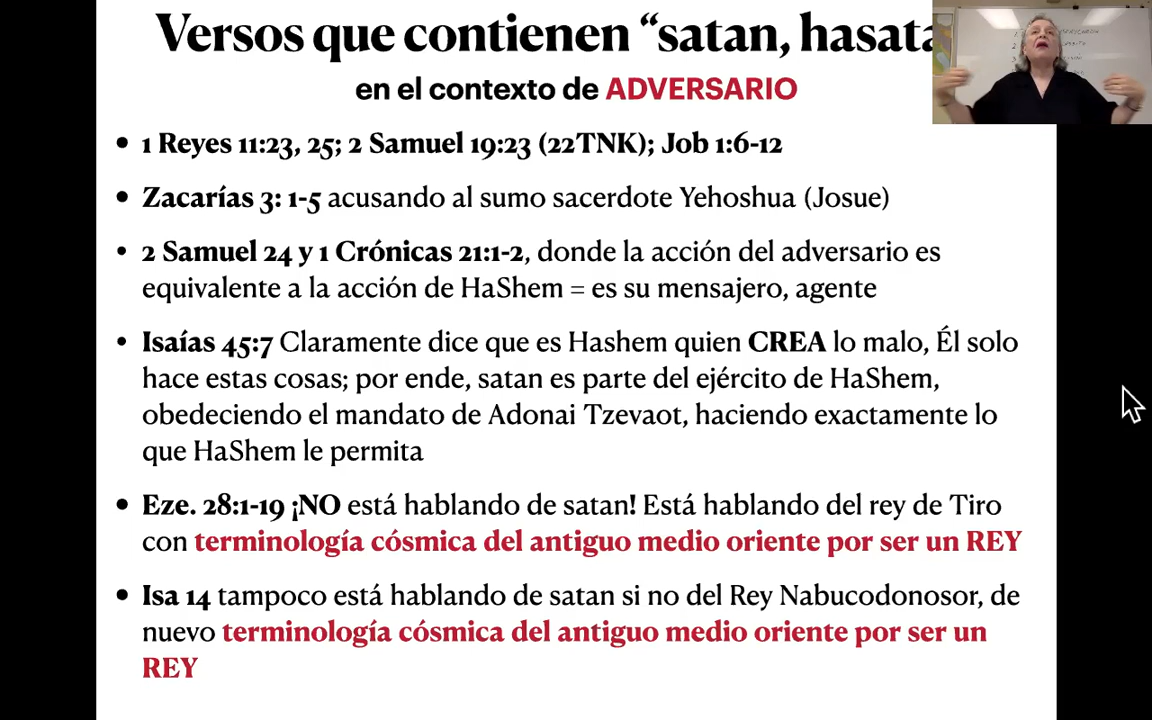 Versos que contienen “satan,
en el contexto de ADVERSARIO
• 1 Reyes 11:23, 25; 2 Samuel 19:23 (22TNK); Job 1:6-12
• Zacarías 3: 1-5 acusando al sumo sacerdote Yehoshua (Josue)
• 2 Samuel 24 y 1 Crónicas 21:1-2, donde la acción del adversario es
equivalente a la acción de HaShem = es su mensajero, agente
• Isaías 45:7 Claramente dice que es Hashem quien CREA lo malo, Él solo
hace estas cosas; por ende, satan es parte del ejército de HaShem,
obedeciendo el mandato de Adonai Tzevaot, haciendo exactamente lo
que HaShem le permita
• Eze. 28:1-19 ¡NO está hablando de satan! Está hablando del rey de Tiro
con terminología cósmica del antiguo medio oriente por ser un REY
• Isa 14 tampoco está hablando de satan si no del Rey Nabucodonosor, de
nuevo terminología cósmica del antiguo medio oriente por ser un
REY